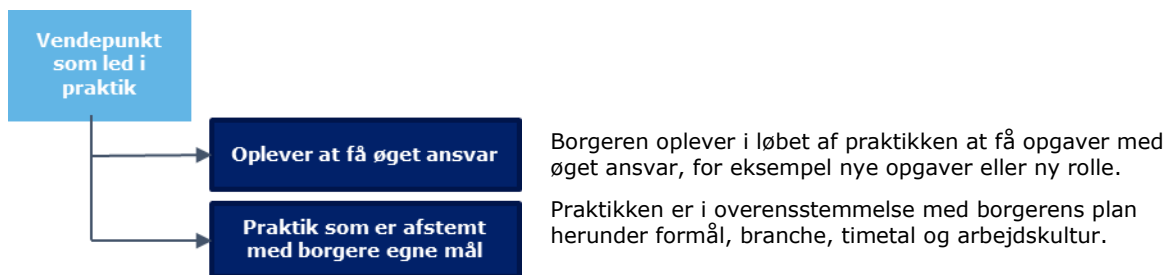 Vendepunkt
som led i
praktik
Oplever at få øget ansvar
Borgeren oplever i løbet af praktikken at få opgaver med
øget ansvar, for eksempel nye opgaver eller ny rolle.
Praktik som er afstemt
med borgere egne mål
Praktikken er i overensstemmelse med borgerens plan
herunder formål, branche, timetal og arbejdskultur.